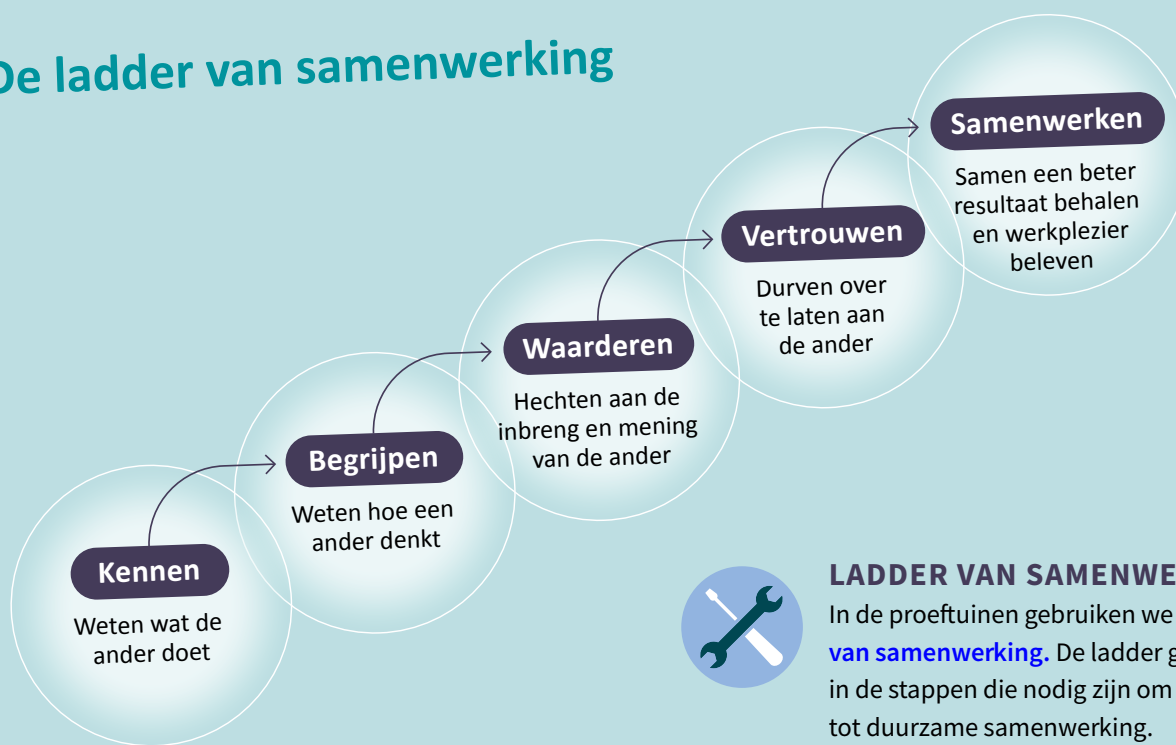 De ladder van samenwerking
Samenwerken
Samen een beter
resultaat behalen
en werkplezier
beleven
Vertrouwen
Durven over
te laten aan
de ander
Waarderen
Hechten aan de
inbreng en mening
van de ander
Begrijpen
Weten hoe een
ander denkt
Kennen
Weten wat de
ander doet
LADDER VAN
In de proeftuinen gebruiken we
van samenwerking. De ladder
in de stappen die nodig zijn om
tot duurzame samenwerking.